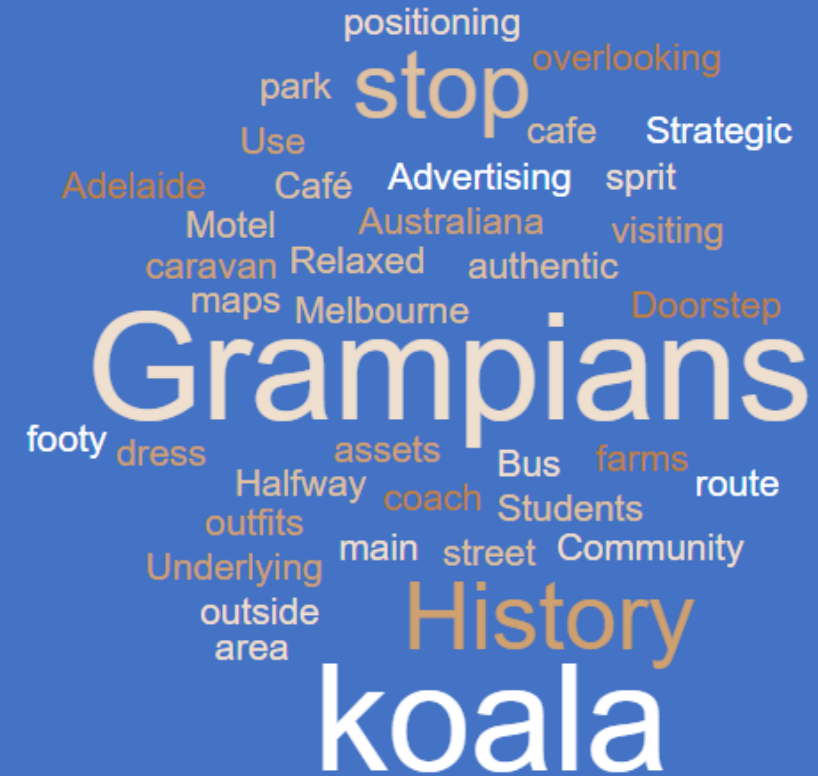 positioning
stop overlooking
park
cafe Strategic
Use
Adelaide Café Advertising sprit
Motel Australiana visiting
caravan Relaxed authentic
maps Melbourne Doorstep
Grampians
footy dress assets Bus farms
Halfway coach Students route
outfits
Underlying main street Community
outside History
area
koala